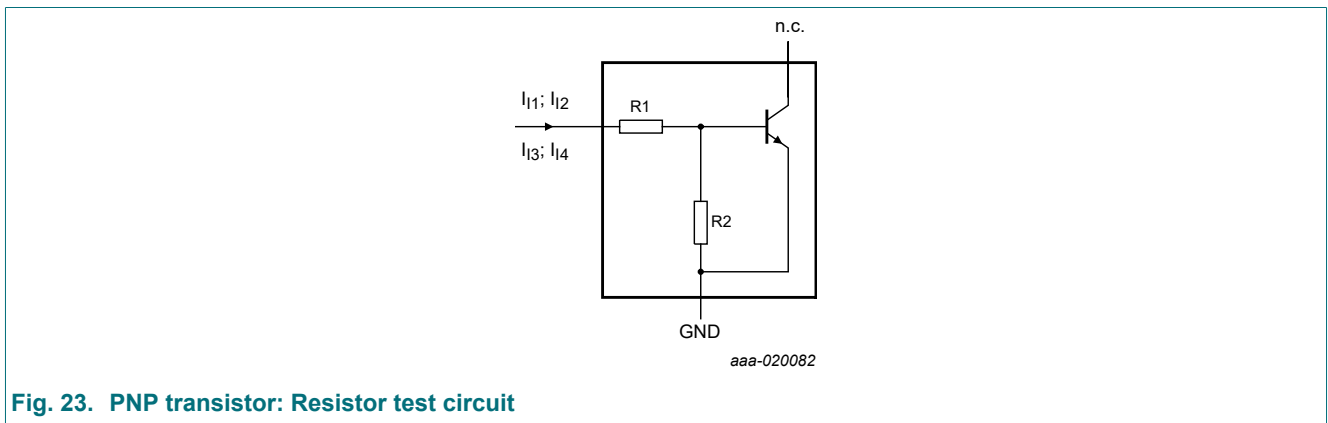 n.c.
I_I1; I_I2
R1
I_I3; I_I4
R2
GND
aaa-020082
Fig. 23. PNP transistor: Resistor test circuit